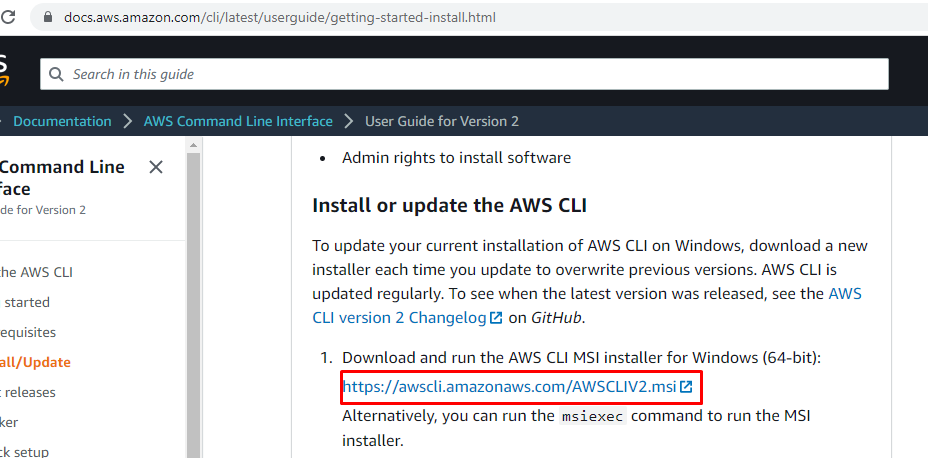 docs.aws.amazon.com/cli/latest/userguide/getting-started-install.html
S
Search in this guide
Documentation > AWS Command Line Interface > User Guide for Version 2
Command Line
face
de for Version 2
he AWS CLI
started
equisites
all/Update
releases
ker
ck setup
• Admin rights to install software
Install or update the AWS CLI
To update your current installation of AWS CLI on Windows, download a new
installer each time you update to overwrite previous versions. AWS CLI is
updated regularly. To see when the latest version was released, see the AWS
CLI version 2 Changelog on GitHub.
1. Download and run the AWS CLI MSI installer for Windows (64-bit):
https://awscli.amazonaws.com/AWSCLIV2.msi
Alternatively, you can run the msiexec command to run the MSI
installer.